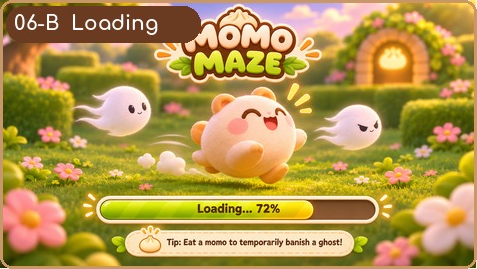 06-B Loading
MOMO
MAZE
Loading... 72%
Tip: Eat a momo to temporarily banish a ghost!